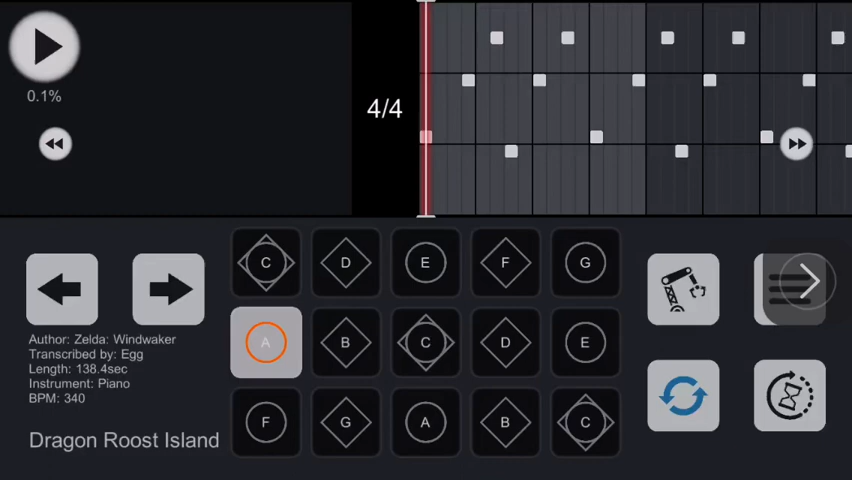 0.1%
4/4
C D E F G
A B C D E
F G A B C
Author: Zelda: Windwaker
Transcribed by: Egg
Length: 138.4sec
Instrument: Piano
BPM: 340
Dragon Roost Island